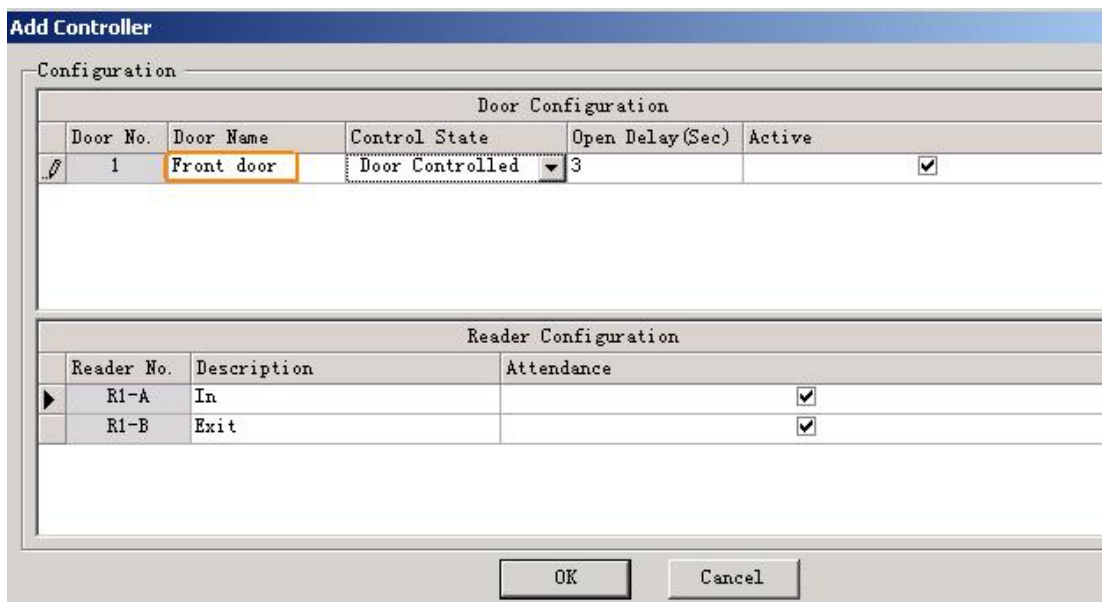 Add Controller
Configuration
Door Configuration
Door No. Door Name Control State Open Delay(Sec) Active
1 Front door Door Controlled 3
Reader Configuration
Reader No. Description Attendance
R1-A In
R1-B Exit
OK Cancel